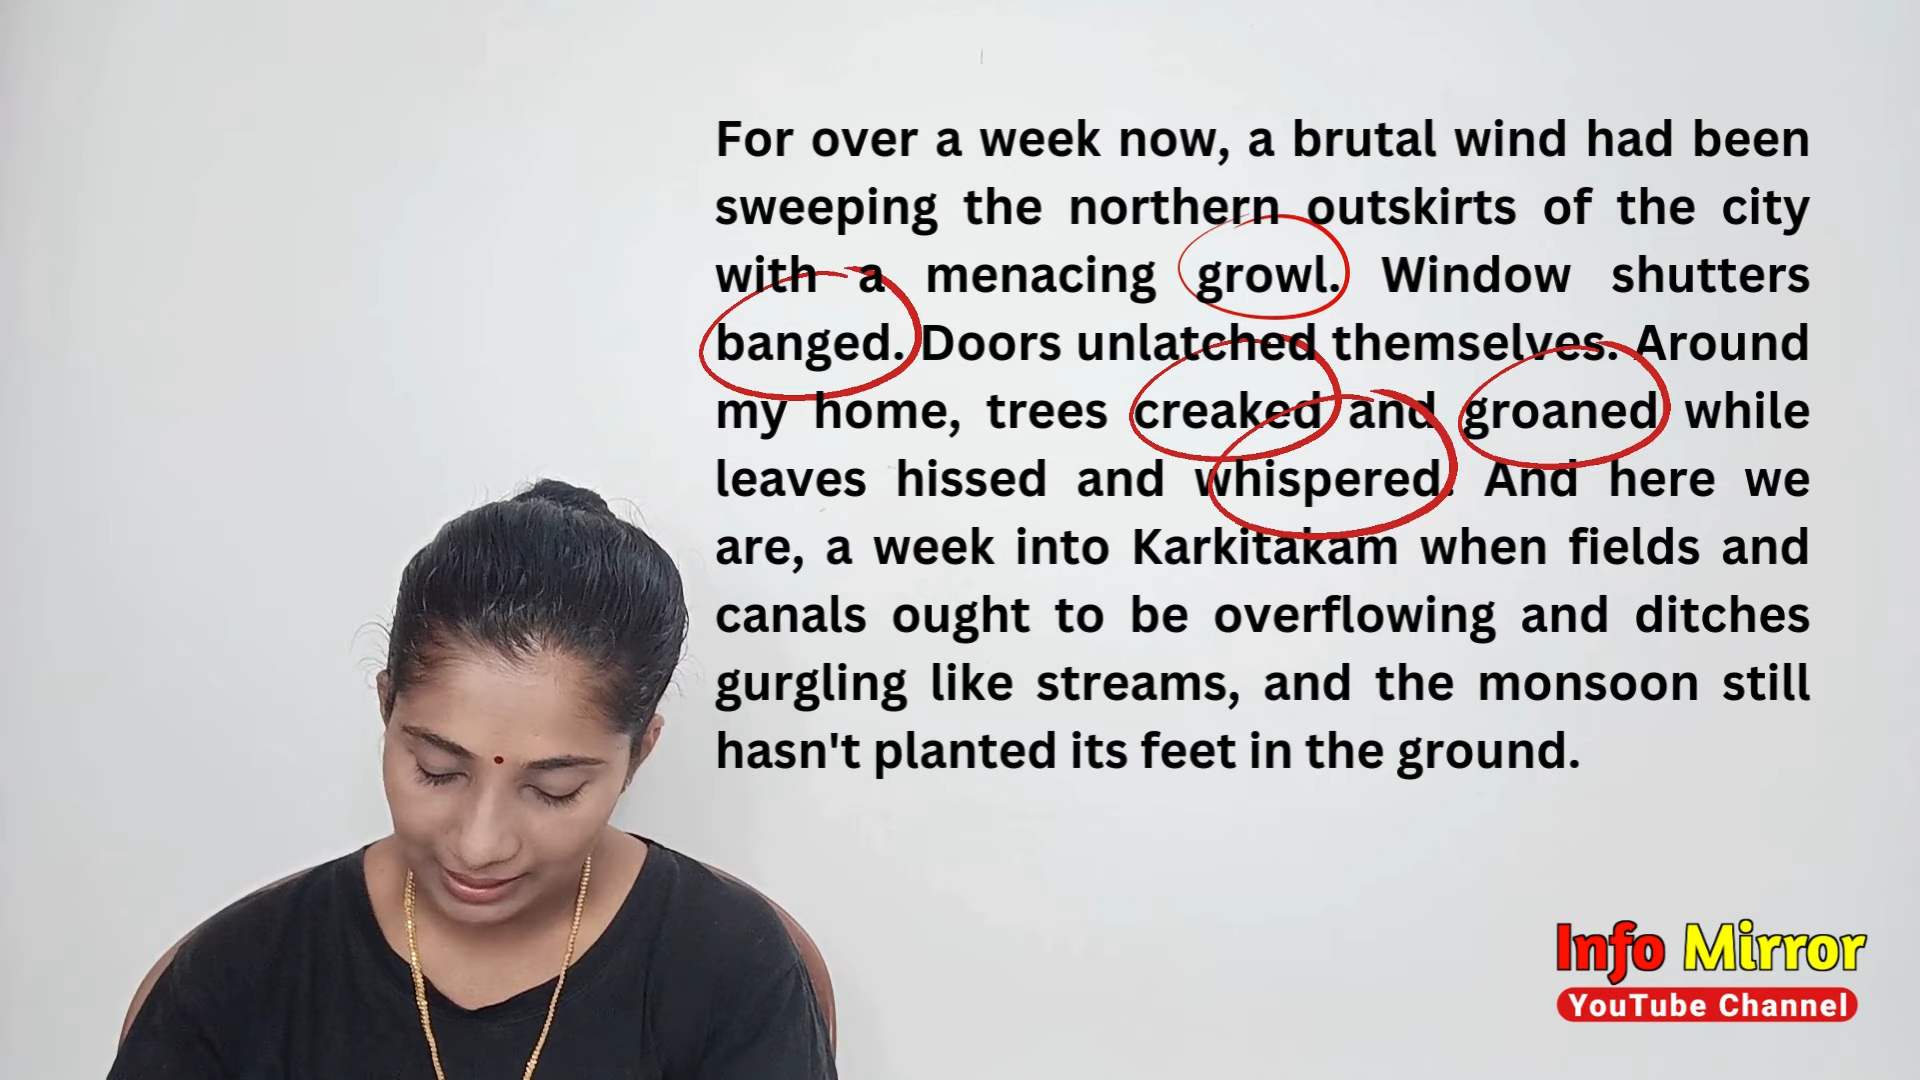 For over a week now, a brutal wind had been
sweeping the northern outskirts of the city
with a menacing growl. Window shutters
banged. Doors unlatched themselves. Around
my home, trees creaked and groaned while
leaves hissed and whispered. And here we
are, a week into Karkitakam when fields and
canals ought to be overflowing and ditches
gurgling like streams, and the monsoon still
hasn't planted its feet in the ground.
Info Mirror
YouTube Channel